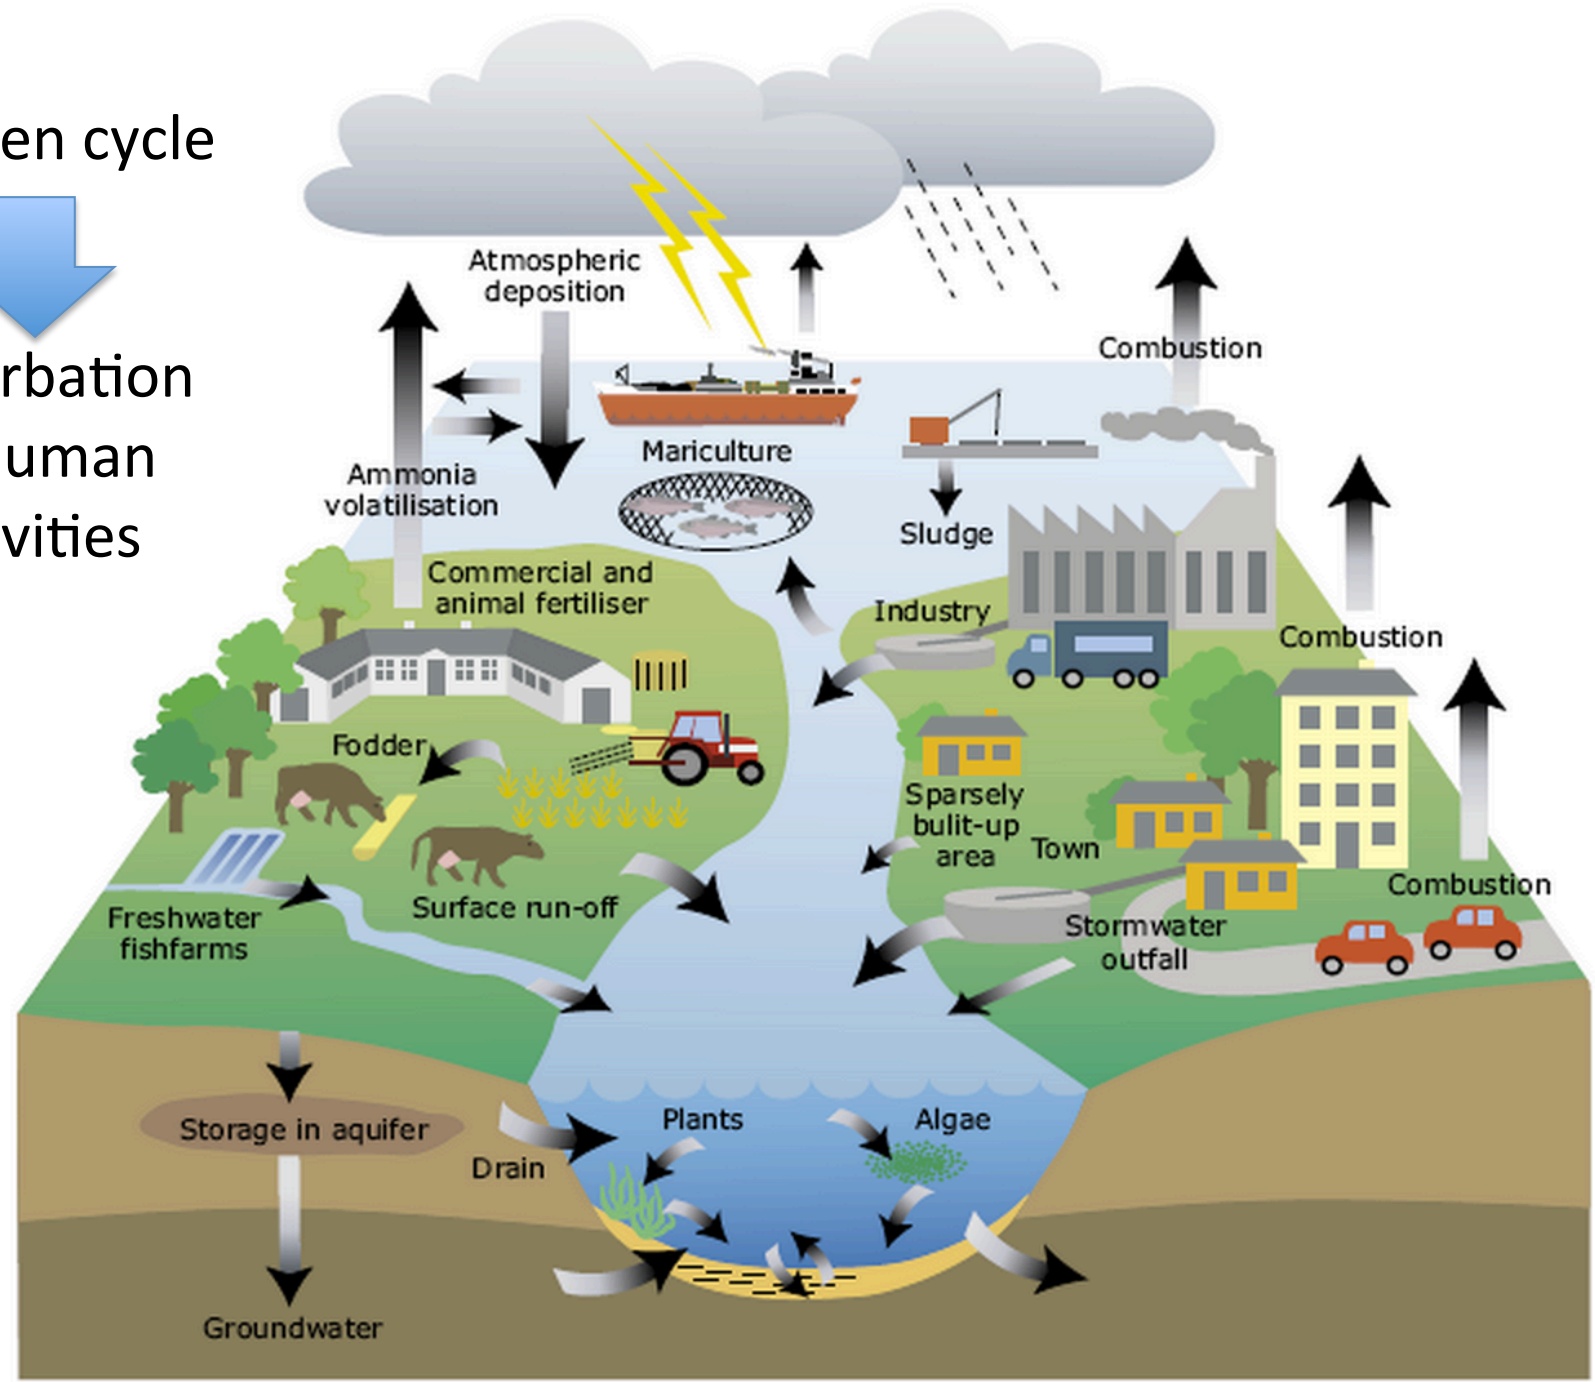 en cycle
rbation
uman
vities
Atmospheric
deposition
Combustion
Mariculture
Ammonia
volatilisation
Sludge
Commercial and
animal fertiliser
Industry
Combustion
Fodder
Sparsely
bulit-up
area
Town
Combustion
Freshwater
fishfarms
Surface run-off
Stormwater
outfall
Plants
Algae
Storage in aquifer
Drain
Groundwater